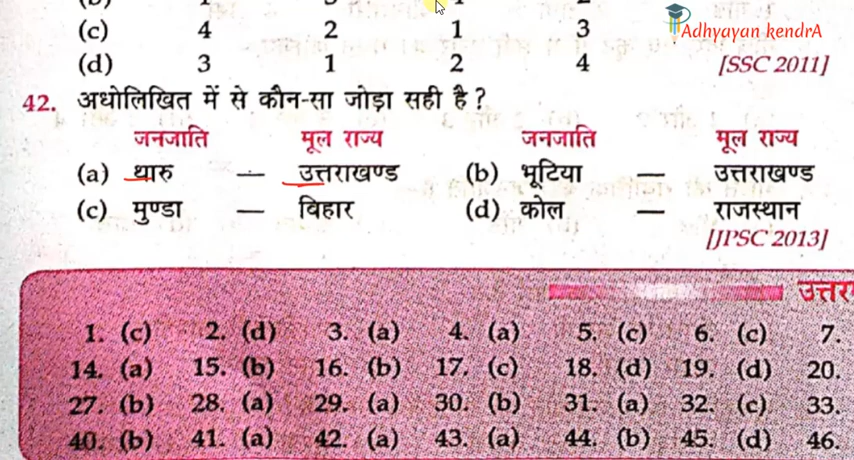 Adhyayan kendrA
(c) 4 2 1 3
(d) 3 1 2 4 [SSC 2011]
42. अधोलिखित में से कौन-सा जोड़ा सही है ?
जनजाति मूल राज्य जनजाति मूल राज्य
(a) थारु — उत्तराखण्ड (b) भूटिया — उत्तराखण्ड
(c) मुण्डा — बिहार (d) कोल — राजस्थान
[JPSC 2013]
1. (c) 2. (d) 3. (a) 4. (a) 5. (c) 6. (c) 7.
14. (a) 15. (b) 16. (b) 17. (c) 18. (d) 19. (d) 20.
27. (b) 28. (a) 29. (a) 30. (b) 31. (a) 32. (c) 33.
40. (b) 41. (a) 42. (a) 43. (a) 44. (b) 45. (d) 46.